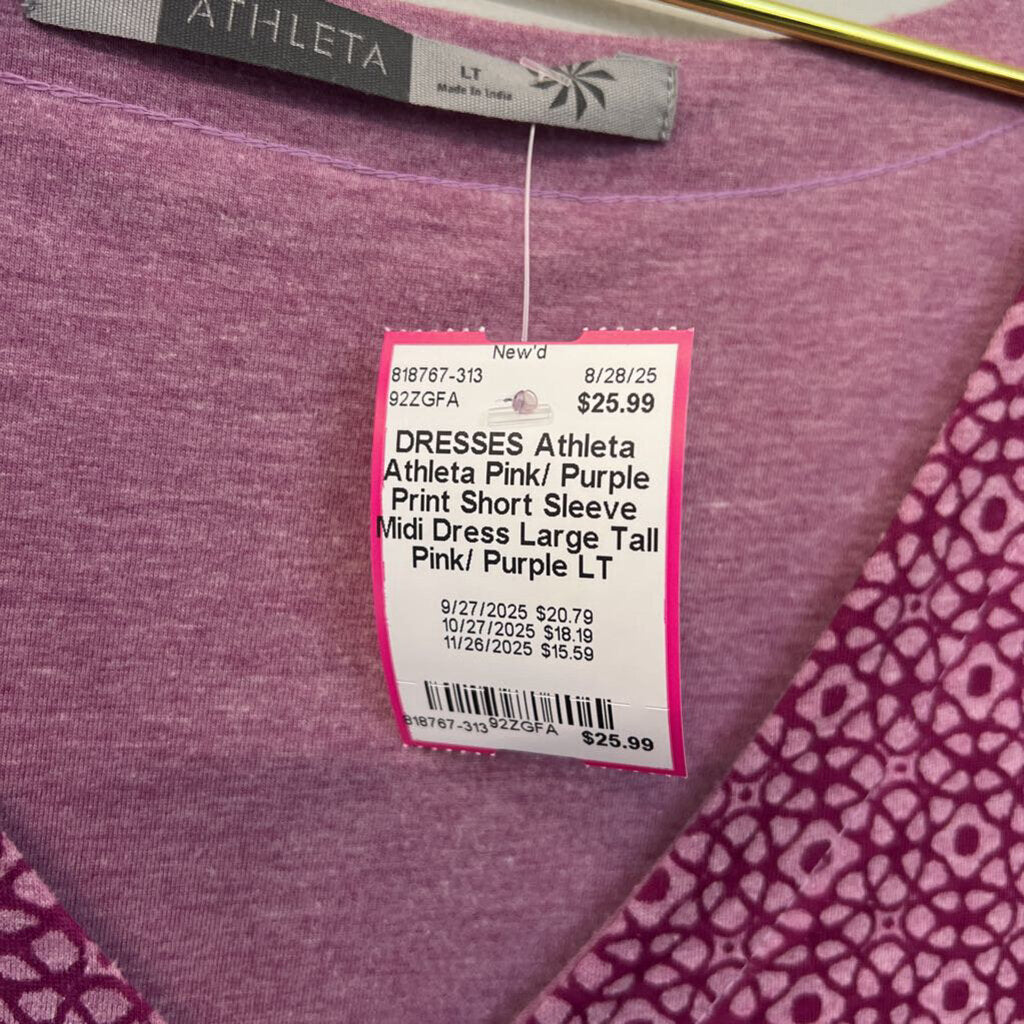 ATHLETA
LT
Made In India
New'd
818767-313 8/28/25
92ZGFA $25.99
DRESSES Athleta
Athleta Pink/ Purple
Print Short Sleeve
Midi Dress Large Tall
Pink/ Purple LT
9/27/2025 $20.79
10/27/2025 $18.19
11/26/2025 $15.59
818767-313 92ZGFA $25.99